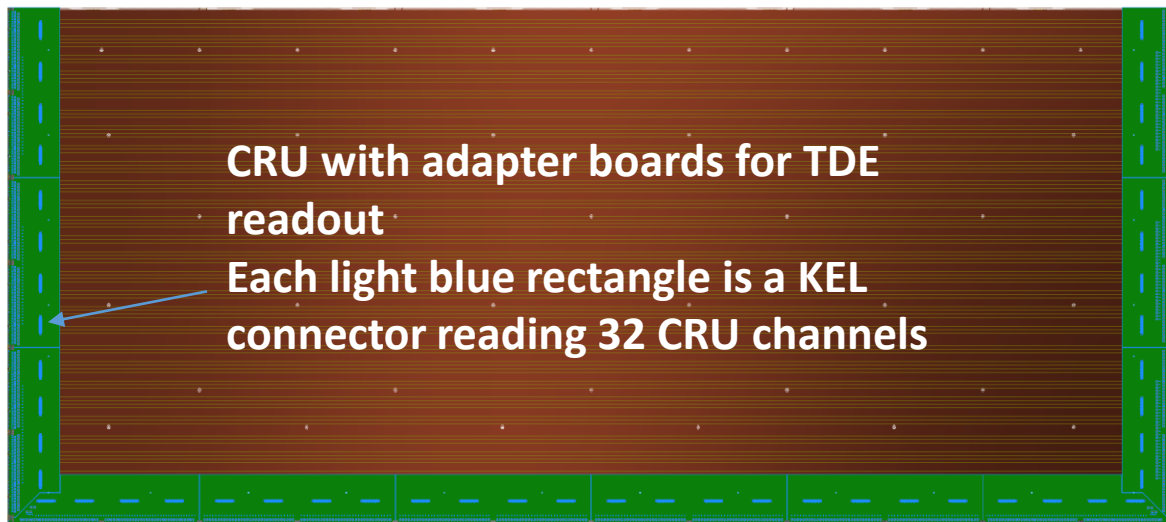 CRU with adapter boards for TDE
readout
Each light blue rectangle is a KEL
connector reading 32 CRU channels